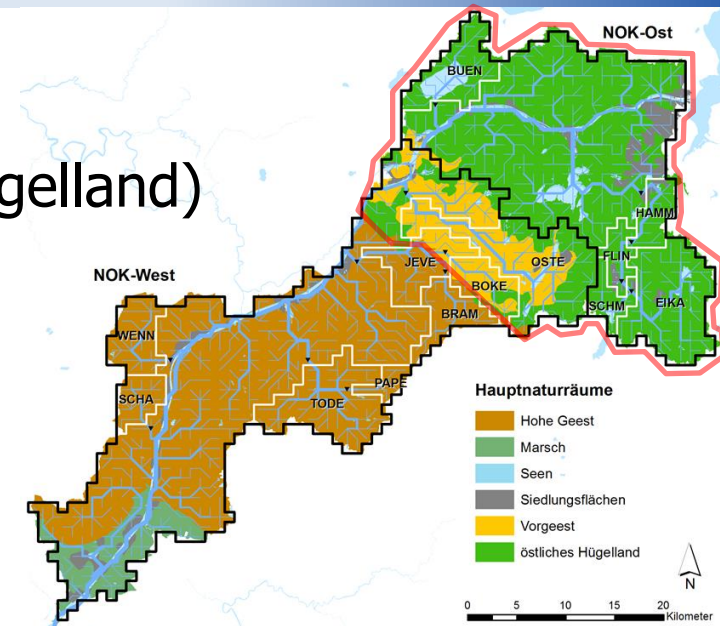 NOK-Ost
BUEN
gelland)
HAMM
NOK-West
JEVE
OSTE
FLIN
BOKE
SCHM
EIKA
BRAM
WENN
SCHA
PAPE
TODE
Hauptnaturräume
Hohe Geest
Marsch
Seen
Siedlungsflächen
Vorgeest
östliches Hügelland
N
0 5 10 15 20
Kilometer